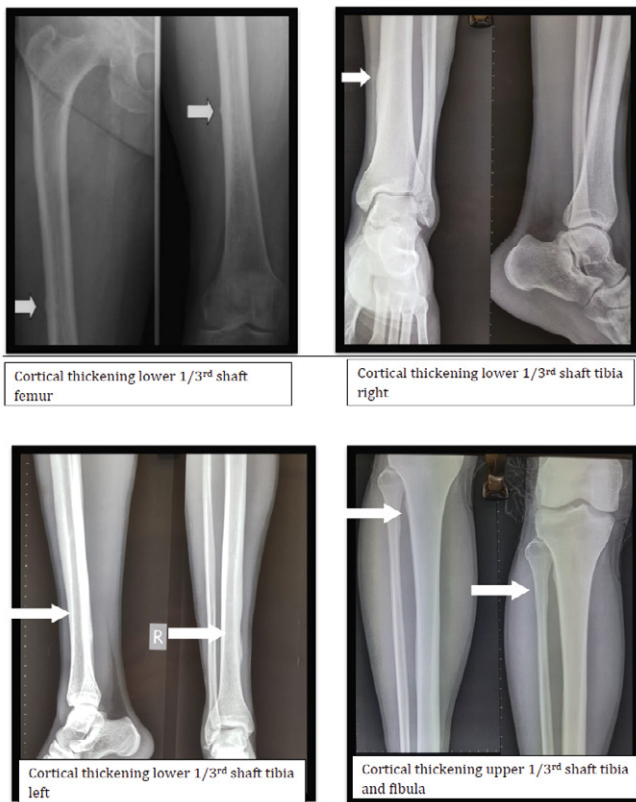 Cortical thickening lower 1/3rd shaft
femur
Cortical thickening lower 1/3rd shaft tibia
right
R
Cortical thickening lower 1/3rd shaft tibia
left
Cortical thickening upper 1/3rd shaft tibia
and fibula